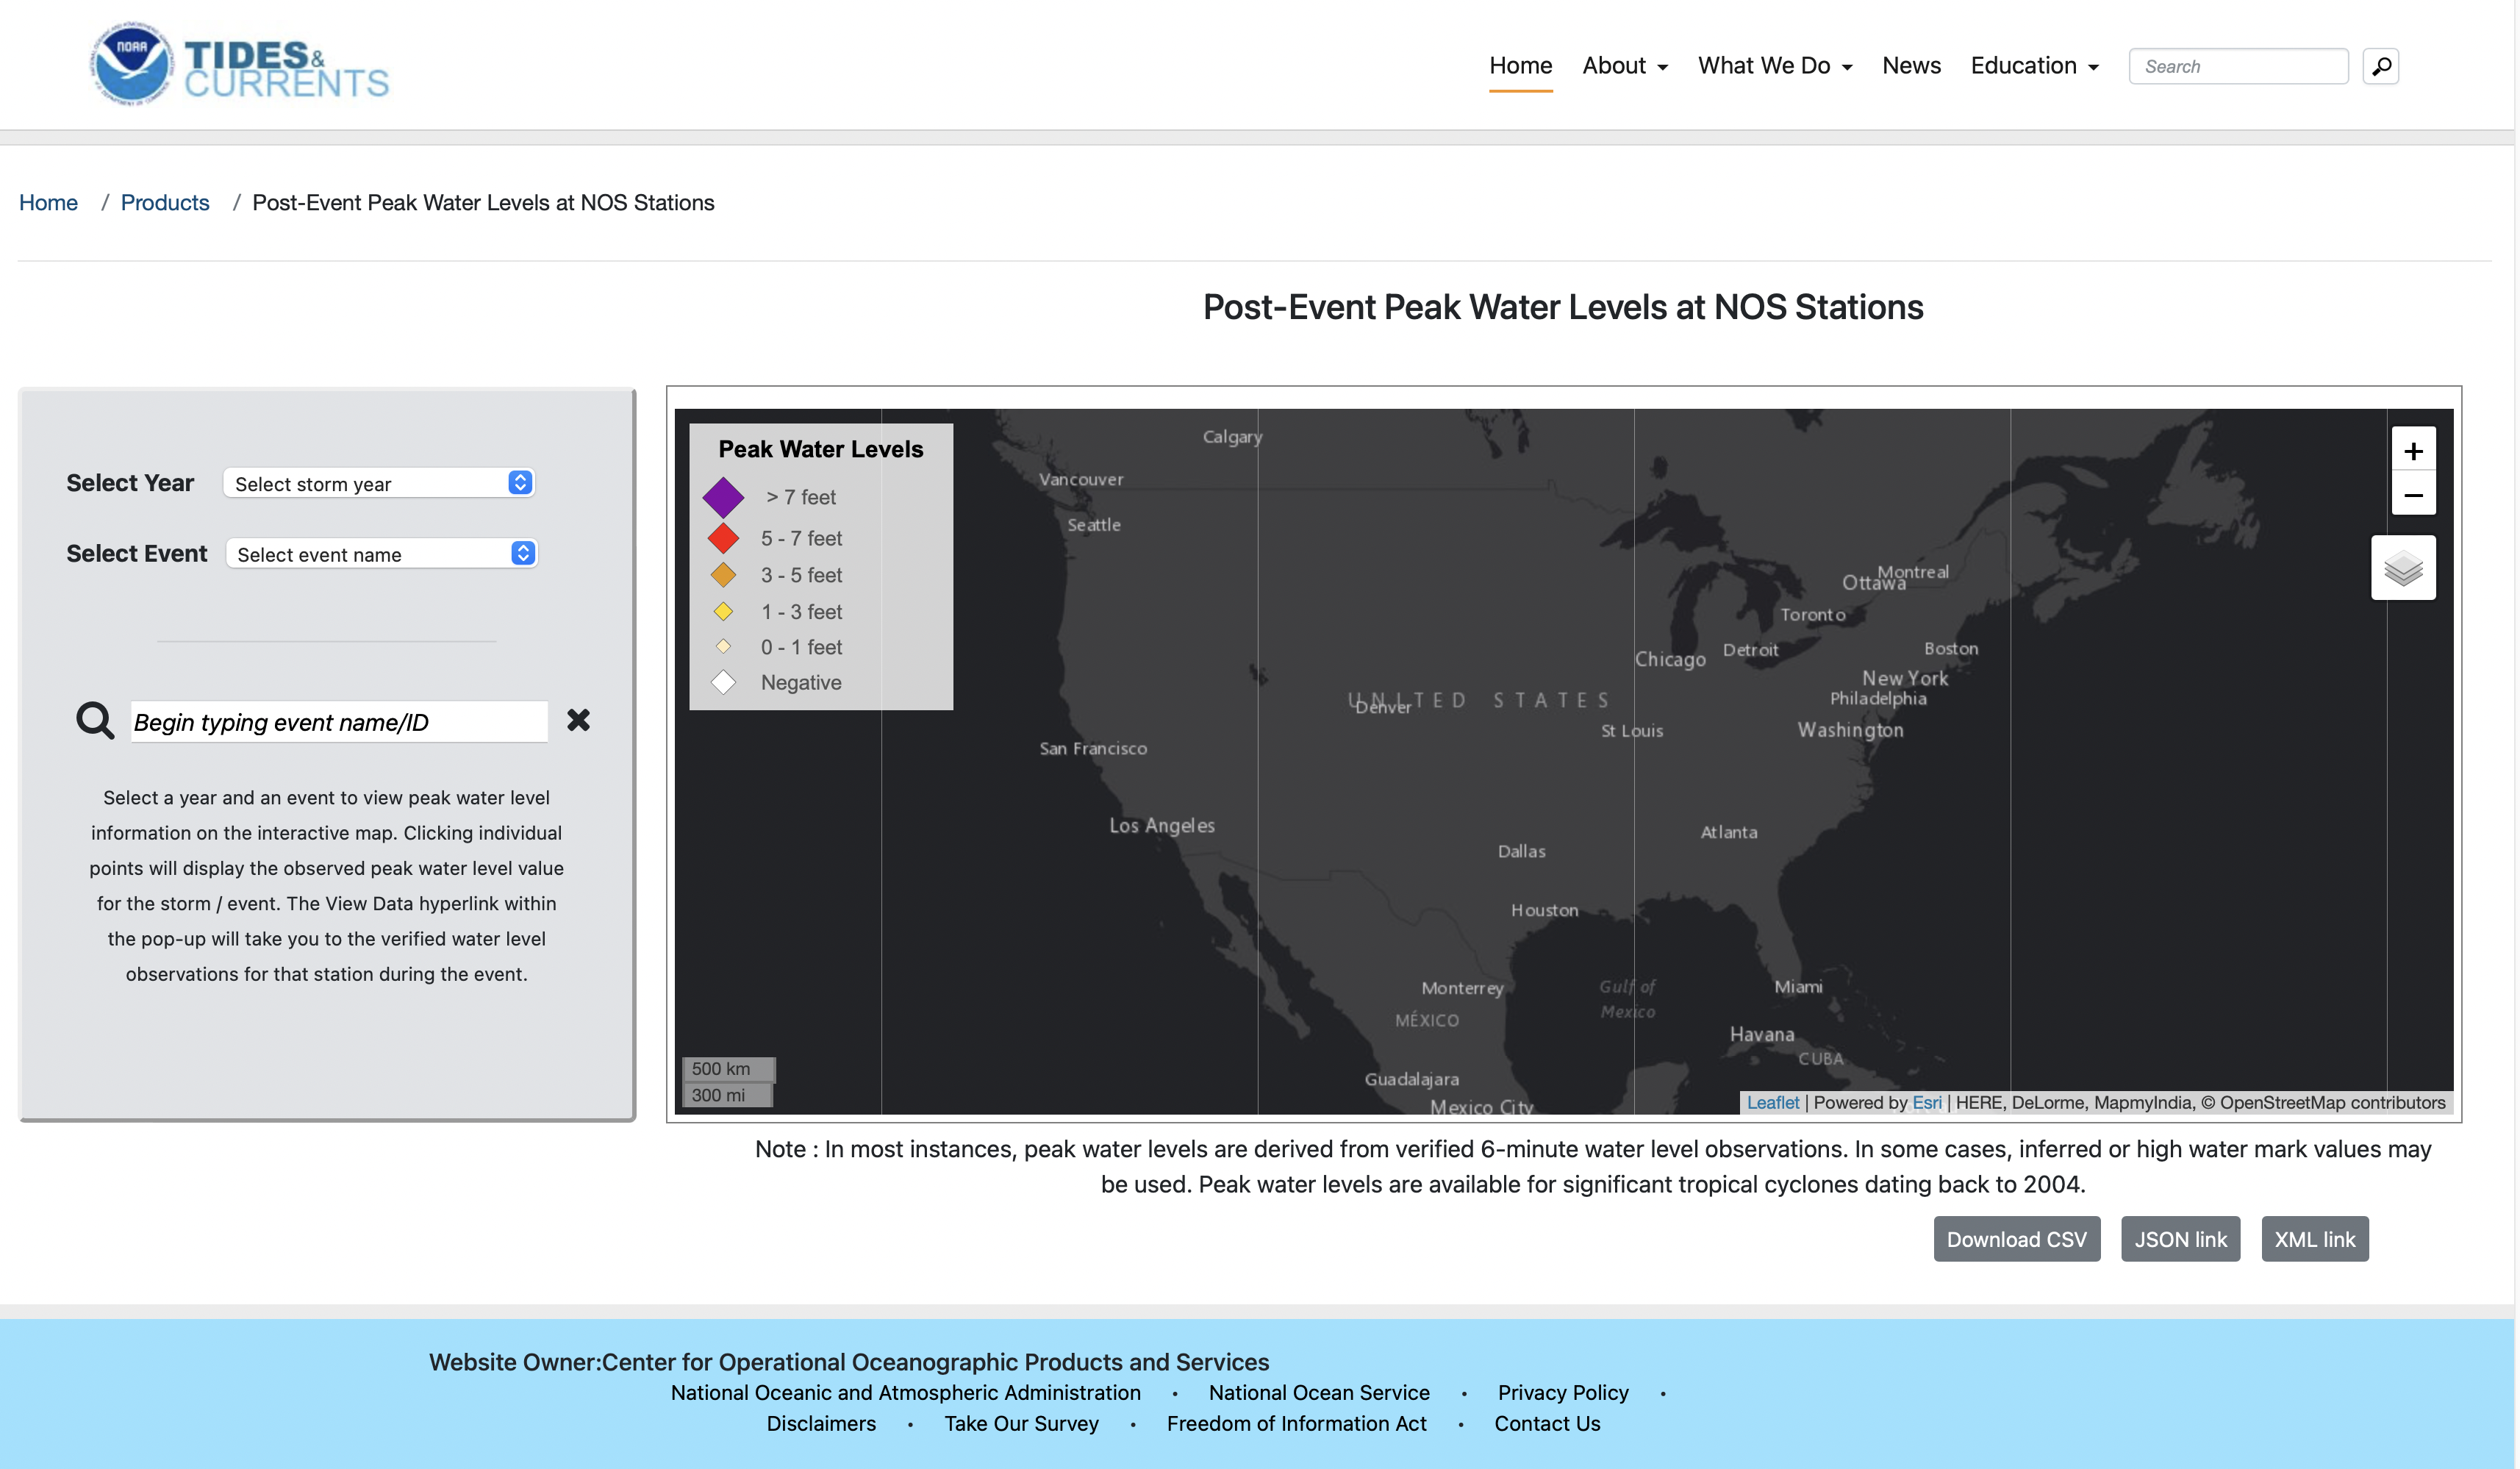 NOAA
TIDES&
CURRENTS
Home About What We Do News Education Search
Home / Products / Post-Event Peak Water Levels at NOS Stations
Post-Event Peak Water Levels at NOS Stations
Select Year Select storm year
Select Event Select event name
Begin typing event name/ID
Select a year and an event to view peak water level
information on the interactive map. Clicking individual
points will display the observed peak water level value
for the storm / event. The View Data hyperlink within
the pop-up will take you to the verified water level
observations for that station during the event.
Peak Water Levels
> 7 feet
5 - 7 feet
3 - 5 feet
1 - 3 feet
0 - 1 feet
Negative
+
−
Calgary
Vancouver
Seattle
Montreal
Ottawa
Toronto
Boston
Detroit
Chicago
New York
Philadelphia
UNITED STATES
Denver
St Louis
Washington
San Francisco
Los Angeles
Atlanta
Dallas
Houston
Monterrey
Gulf of
Mexico
Miami
MÉXICO
Havana
CUBA
Guadalajara
Mexico City
500 km
300 mi
Leaflet | Powered by Esri | HERE, DeLorme, MapmyIndia, © OpenStreetMap contributors
Note : In most instances, peak water levels are derived from verified 6-minute water level observations. In some cases, inferred or high water mark values may
be used. Peak water levels are available for significant tropical cyclones dating back to 2004.
Download CSV JSON link XML link
Website Owner:Center for Operational Oceanographic Products and Services
National Oceanic and Atmospheric Administration • National Ocean Service • Privacy Policy •
Disclaimers • Take Our Survey • Freedom of Information Act • Contact Us